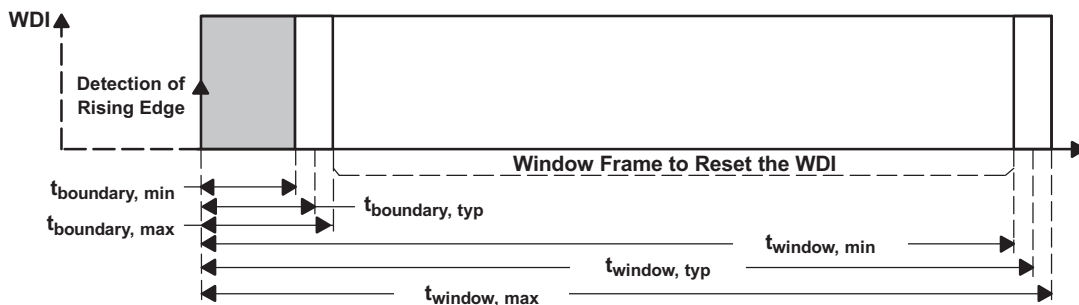 WDI
Detection of
Rising Edge
Window Frame to Reset the WDI
tboundary, min
tboundary, typ
tboundary, max
twindow, min
twindow, typ
twindow, max